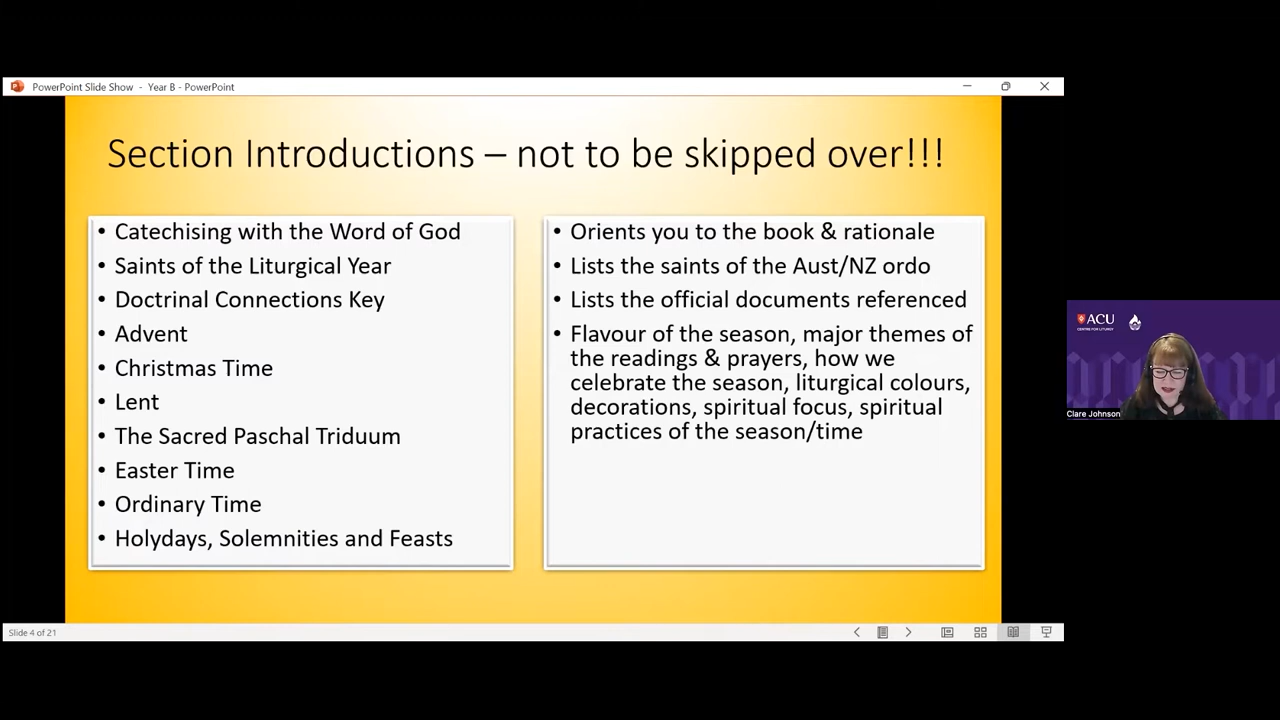 PowerPoint Slide Show - Year B - PowerPoint
Section Introductions – not to be skipped over!!!
• Catechising with the Word of God
• Saints of the Liturgical Year
• Doctrinal Connections Key
• Advent
• Christmas Time
• Lent
• The Sacred Paschal Triduum
• Easter Time
• Ordinary Time
• Holydays, Solemnities and Feasts
• Orients you to the book & rationale
• Lists the saints of the Aust/NZ ordo
• Lists the official documents referenced
• Flavour of the season, major themes of
the readings & prayers, how we
celebrate the season, liturgical colours,
decorations, spiritual focus, spiritual
practices of the season/time
ACU
CENTRE FOR LITURGY
Clare Johnson
Slide 4 of 21